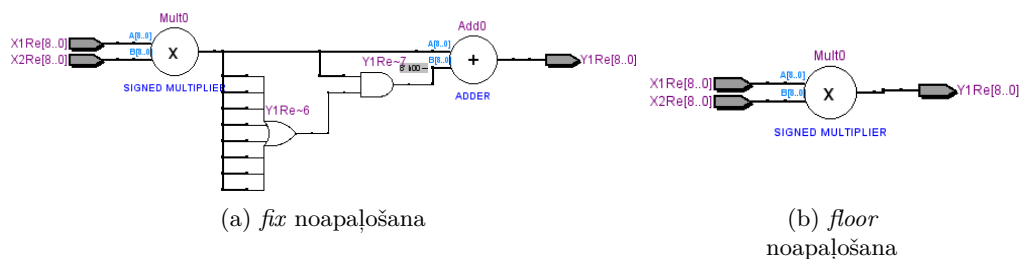 Mult0
X1Re[8..0]
X2Re[8..0]
A[8..0]
B[8..0]
X
SIGNED MULTIPLIER
Y1Re~6
Y1Re~7
8' h00 --
Add0
A[8..0]
B[8..0]
+
ADDER
Y1Re[8..0]
(a) fix noapaļošana
Mult0
X1Re[8..0]
X2Re[8..0]
A[8..0]
B[8..0]
X
SIGNED MULTIPLIER
Y1Re[8..0]
(b) floor
noapaļošana